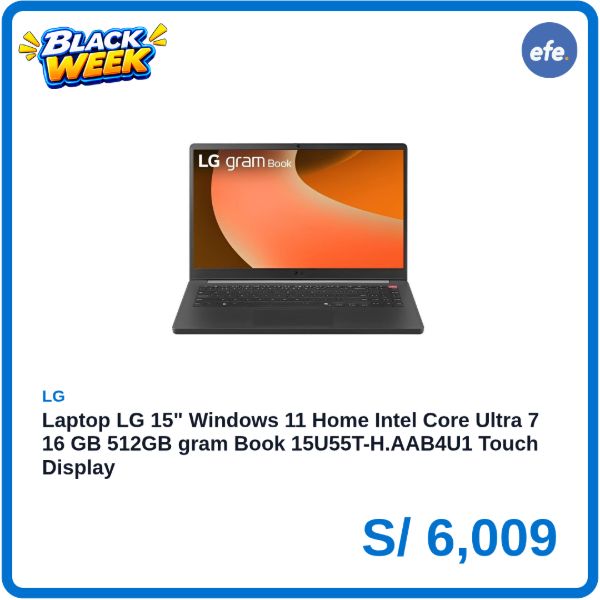 BLACK
WEEK
efe.
LG gram Book
LG
Laptop LG 15" Windows 11 Home Intel Core Ultra 7
16 GB 512GB gram Book 15U55T-H.AAB4U1 Touch
Display
S/ 6,009